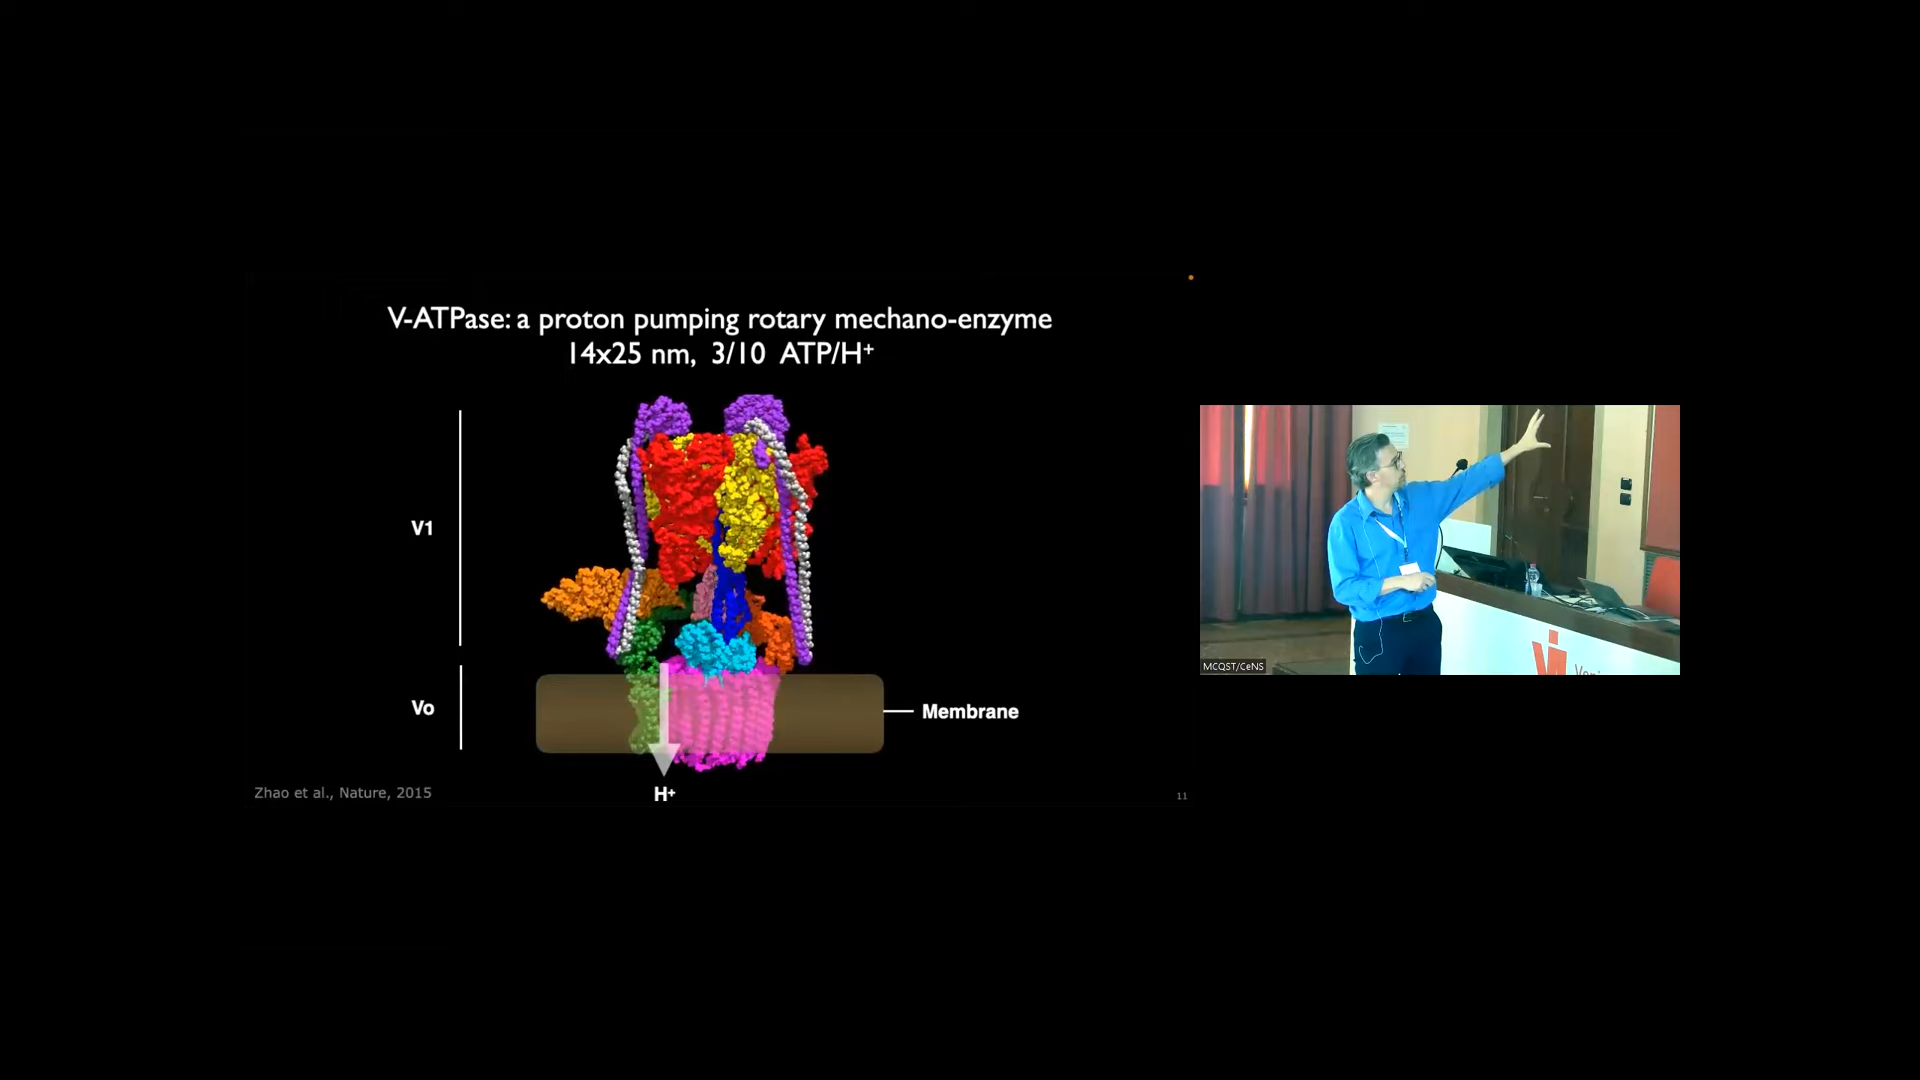 V-ATPase: a proton pumping rotary mechano-enzyme
14x25 nm, 3/10 ATP/H⁺
V1
Vo
Membrane
H⁺
Zhao et al., Nature, 2015
11
MCQST/CeNS